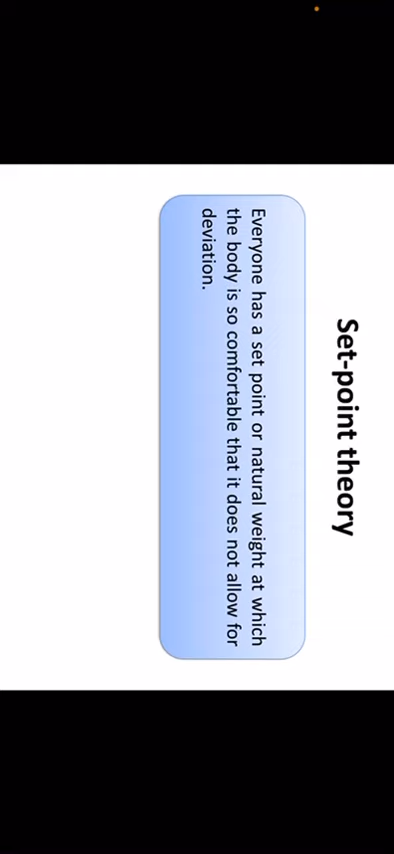 Set-point theory
Everyone has a set point or natural weight at which
the body is so comfortable that it does not allow for
deviation.